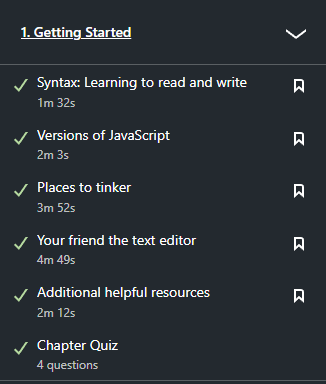 1. Getting Started
Syntax: Learning to read and write
1m 32s
Versions of JavaScript
2m 3s
Places to tinker
3m 52s
Your friend the text editor
4m 49s
Additional helpful resources
2m 12s
Chapter Quiz
4 questions